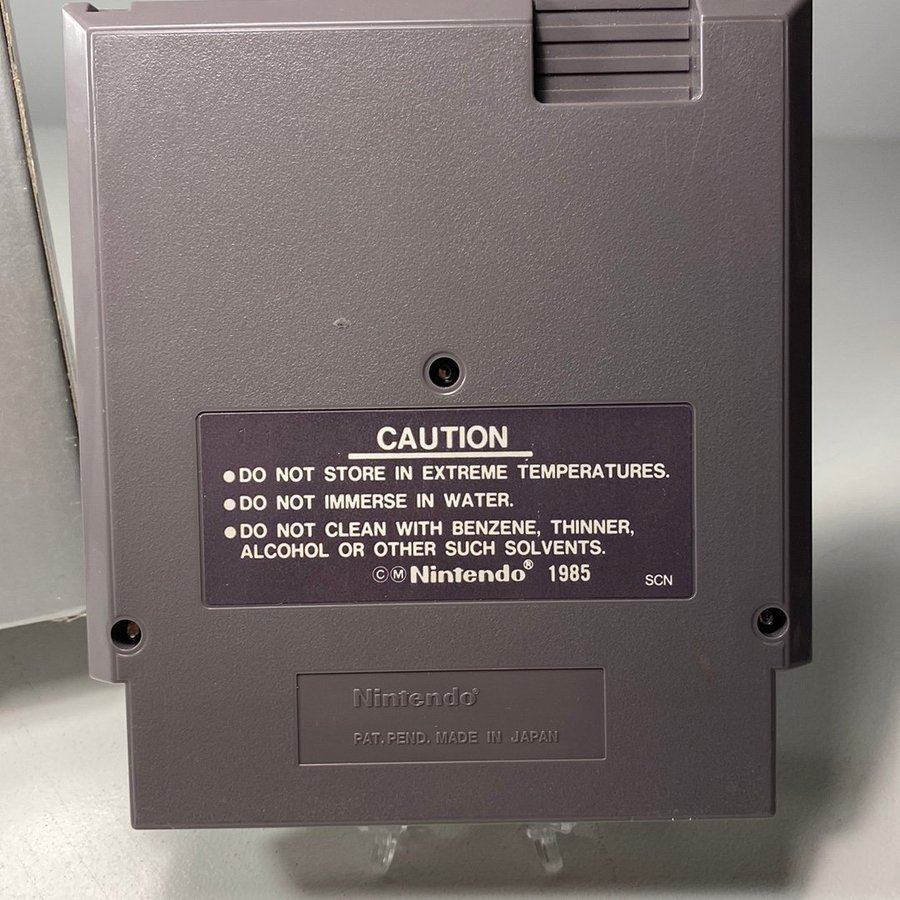 CAUTION
●DO NOT STORE IN EXTREME TEMPERATURES.
●DO NOT IMMERSE IN WATER.
●DO NOT CLEAN WITH BENZENE, THINNER,
ALCOHOL OR OTHER SUCH SOLVENTS.
ⒸⓂNintendo® 1985 SCN
Nintendo®
PAT. PEND. MADE IN JAPAN